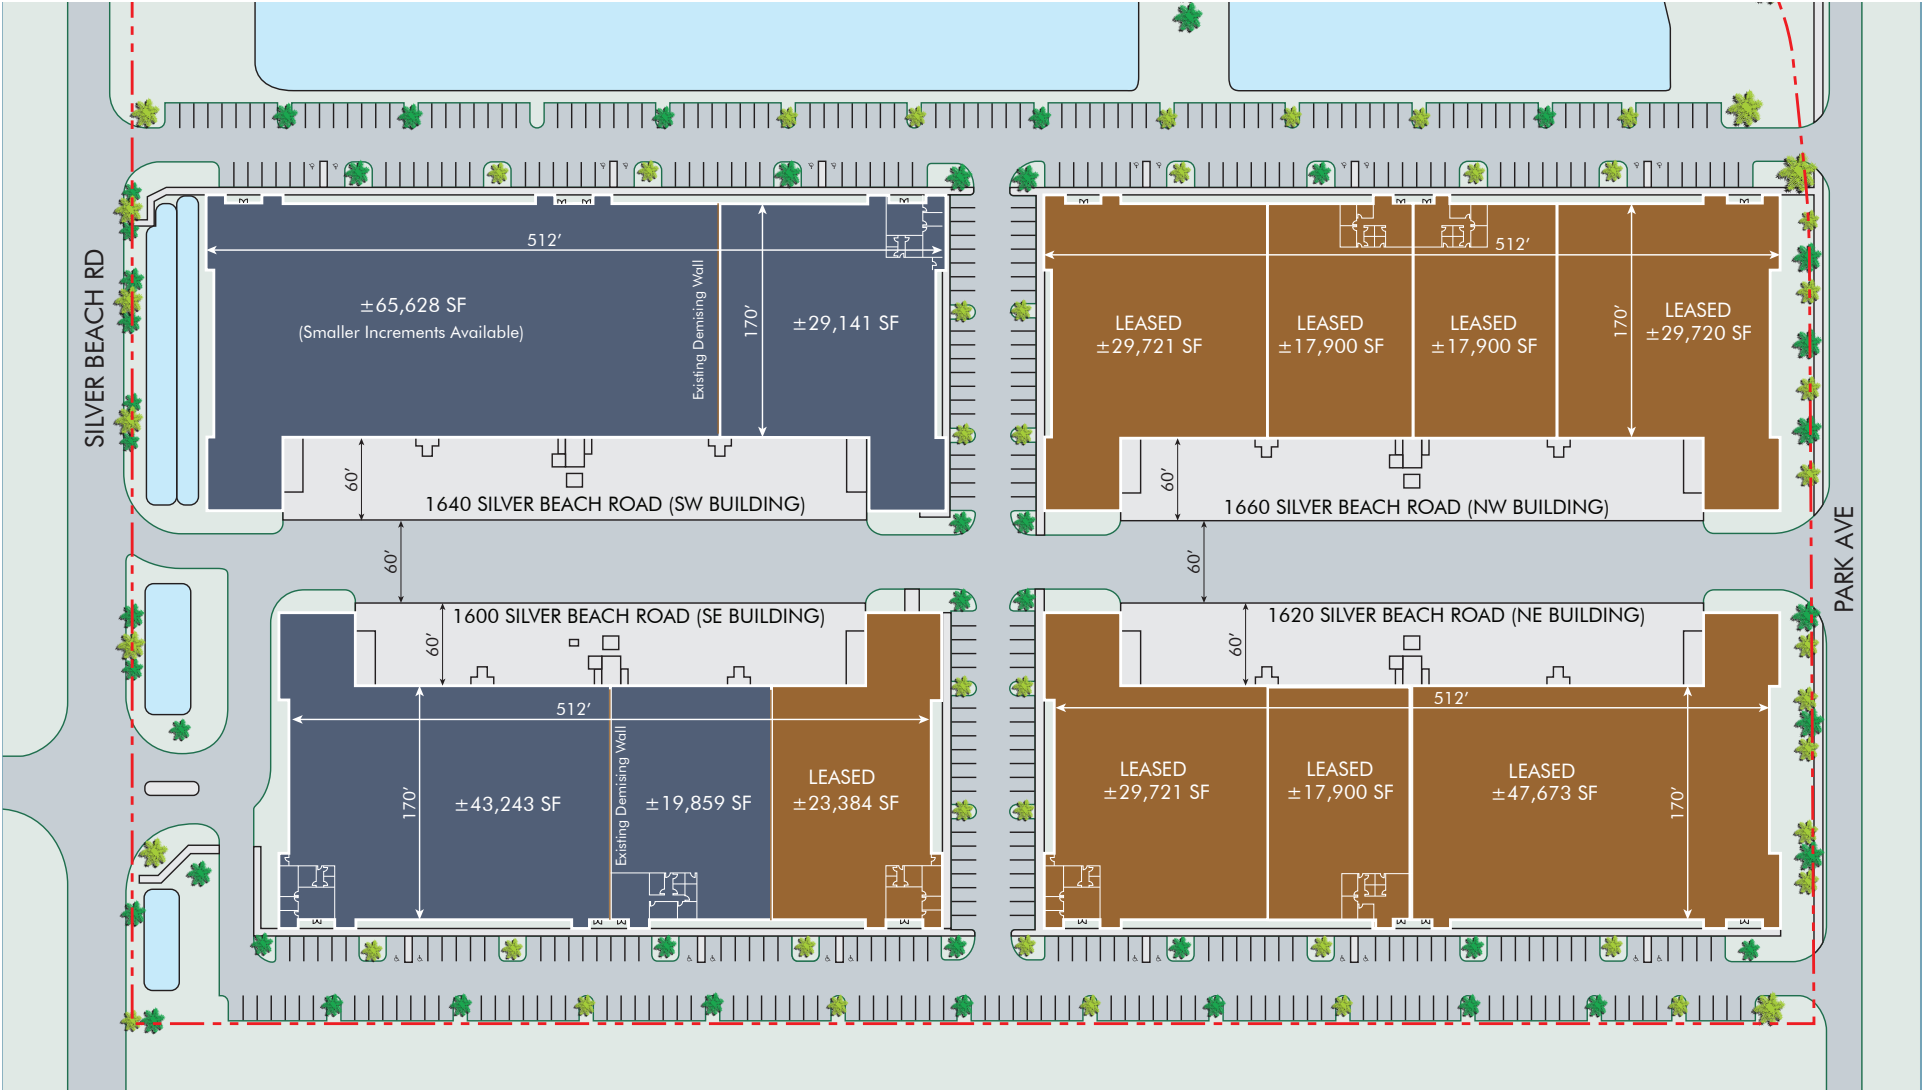 SILVER BEACH RD
PARK AVE
512’
±65,628 SF
(Smaller Increments Available)
Existing Demising Wall
170’
±29,141 SF
60’
1640 SILVER BEACH ROAD (SW BUILDING)
512’
LEASED
±29,721 SF
LEASED
±17,900 SF
LEASED
±17,900 SF
170’
LEASED
±29,720 SF
60’
1660 SILVER BEACH ROAD (NW BUILDING)
60’
60’
1600 SILVER BEACH ROAD (SE BUILDING)
60’
512’
170’
±43,243 SF
Existing Demising Wall
±19,859 SF
LEASED
±23,384 SF
1620 SILVER BEACH ROAD (NE BUILDING)
60’
512’
LEASED
±29,721 SF
LEASED
±17,900 SF
LEASED
±47,673 SF
170’